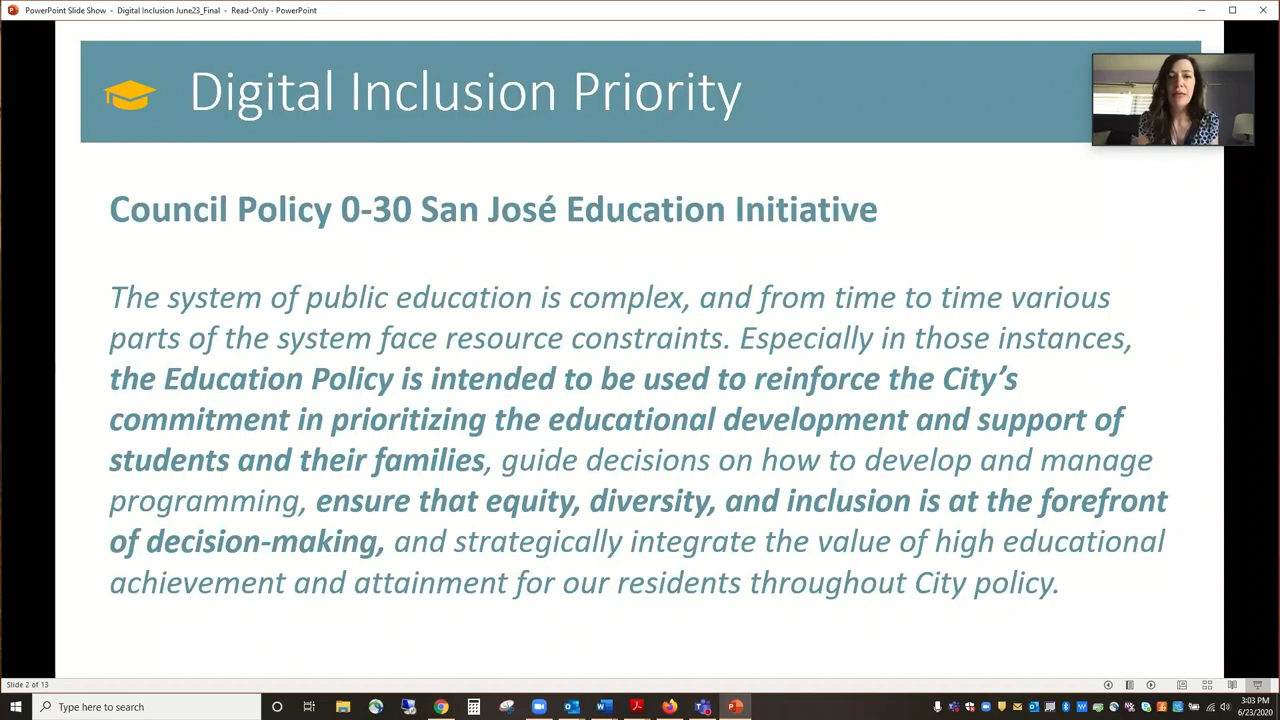 PowerPoint Slide Show - Digital Inclusion June23_Final - Read-Only - PowerPoint
Digital Inclusion Priority
Council Policy 0-30 San José Education Initiative
The system of public education is complex, and from time to time various
parts of the system face resource constraints. Especially in those instances,
the Education Policy is intended to be used to reinforce the City’s
commitment in prioritizing the educational development and support of
students and their families, guide decisions on how to develop and manage
programming, ensure that equity, diversity, and inclusion is at the forefront
of decision-making, and strategically integrate the value of high educational
achievement and attainment for our residents throughout City policy.
Slide 2 of 13
Type here to search
3:03 PM
6/23/2020